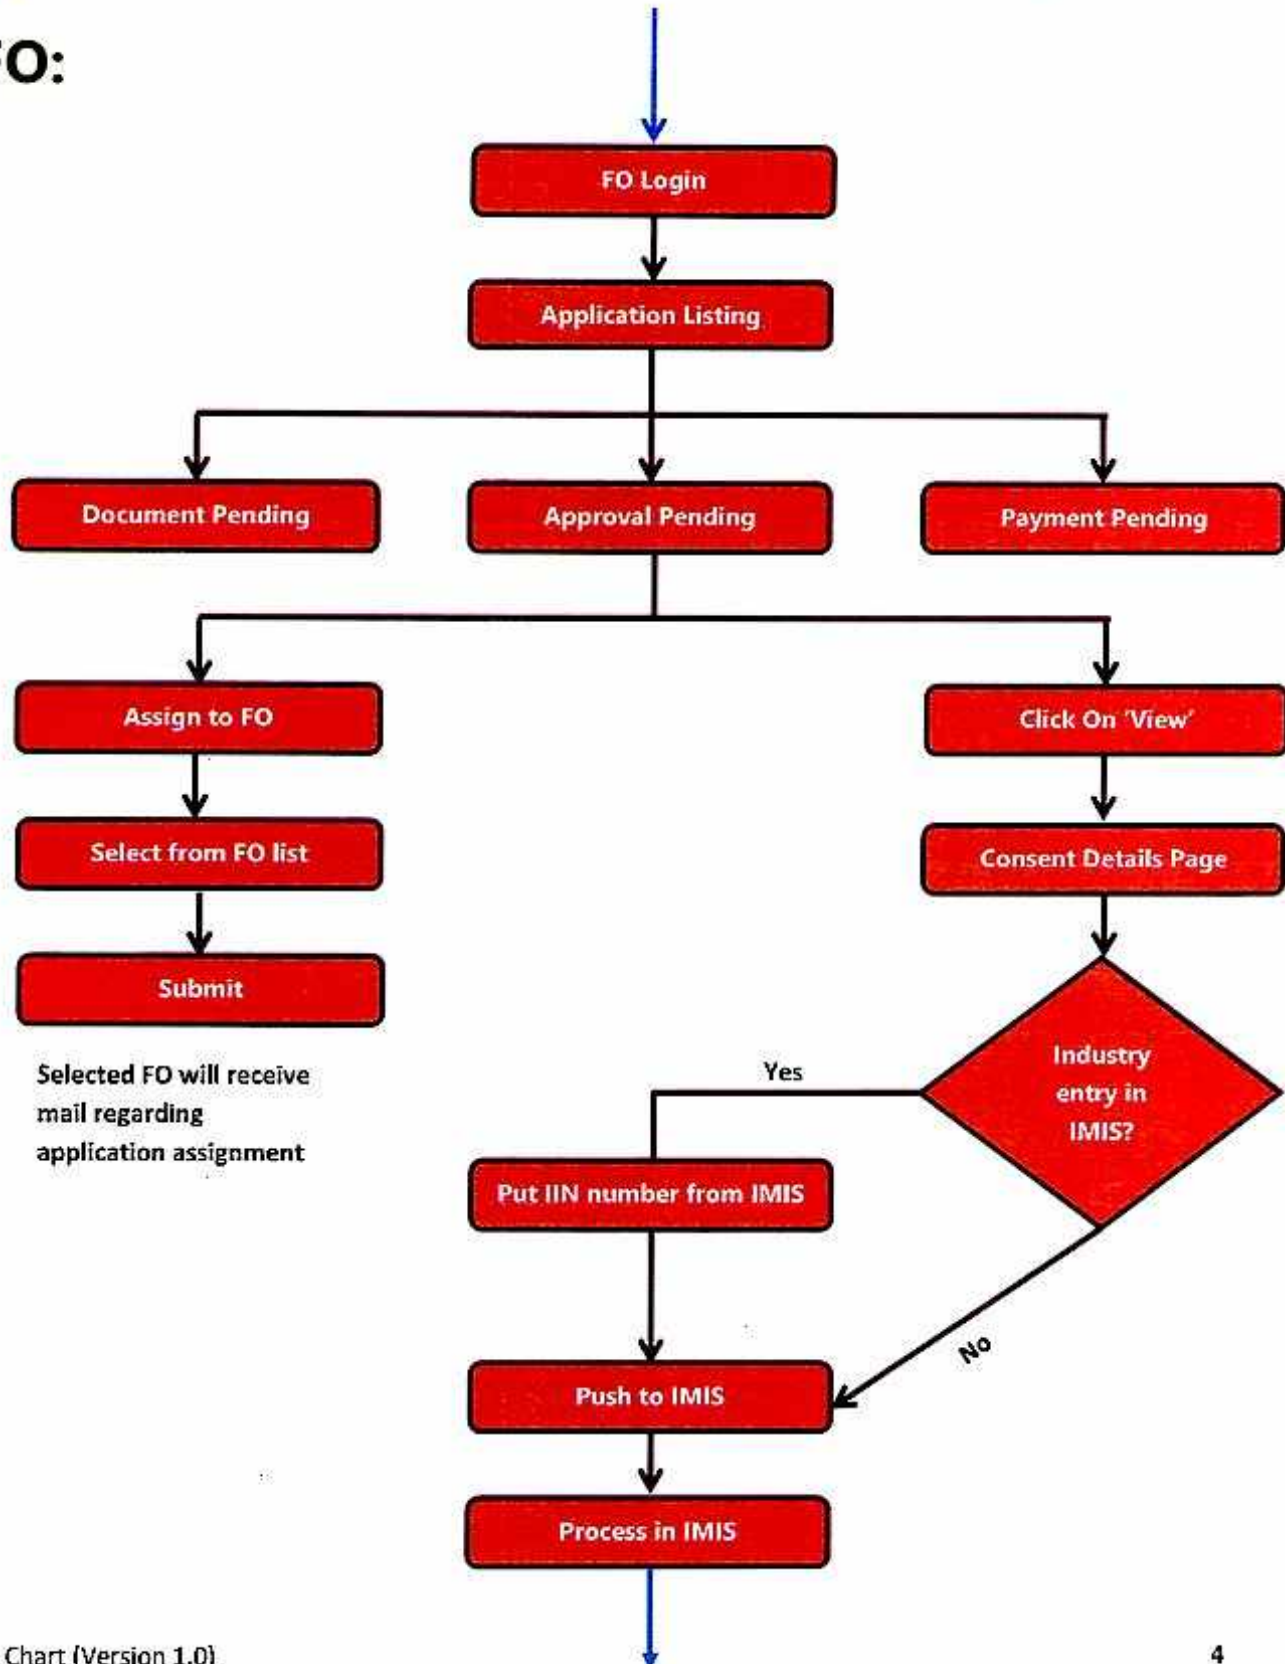 FO:
FO Login
Application Listing
Document Pending
Approval Pending
Payment Pending
Assign to FO
Click On 'View'
Select from FO list
Consent Details Page
Submit
Industry
entry in
IMIS?
Selected FO will receive
mail regarding
application assignment
Yes
Put IIN number from IMIS
No
Push to IMIS
Process in IMIS
Chart (Version 1.0)
4